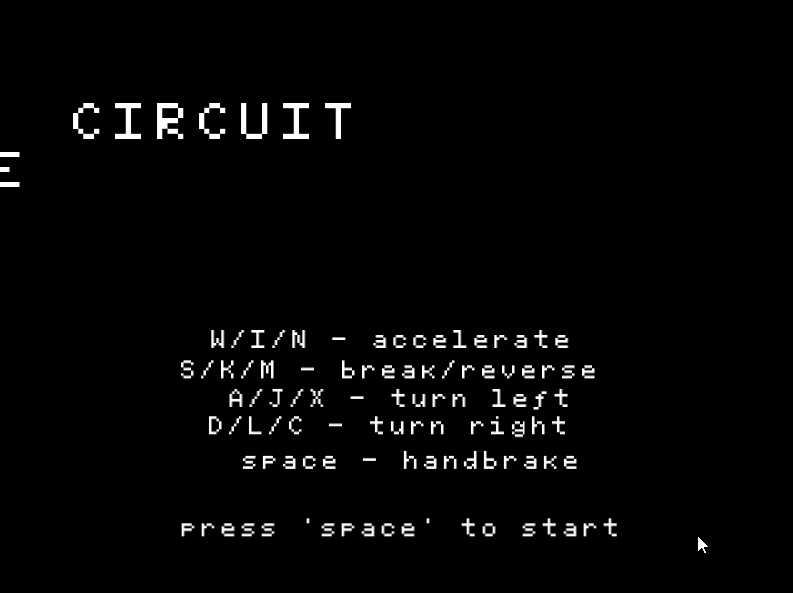 CIRCUIT
E
W/I/N - accelerate
S/K/M - break/reverse
A/J/X - turn left
D/L/C - turn right
space - handbrake
press 'space' to start